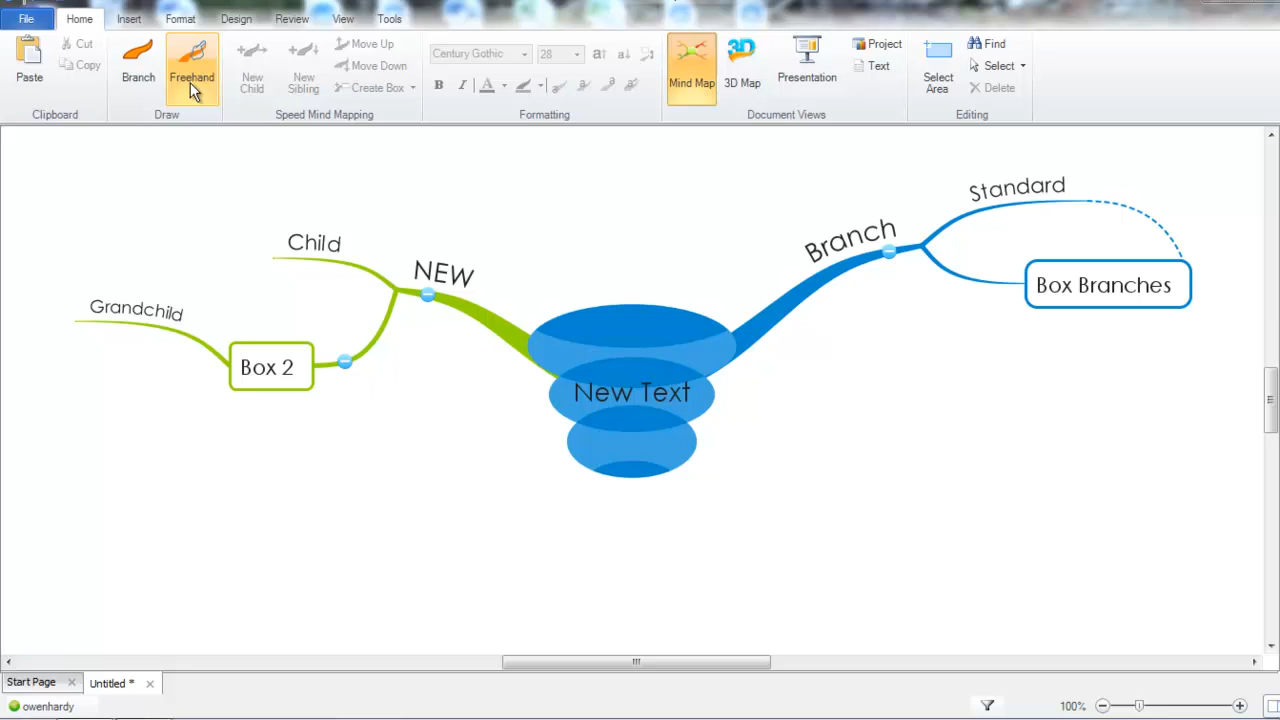 File Home Insert Format Design Review View Tools
Paste Cut Copy Branch Freehand New Child New Sibling Move Up Move Down Create Box Century Gothic 28 B I A Mind Map 3D Map Presentation Project Text Select Area Find Select Delete
Clipboard Draw Speed Mind Mapping Formatting Document Views Editing
Standard
Branch
Child
NEW
Box Branches
Grandchild
Box 2
New Text
Start Page Untitled *
owenhardy 100%